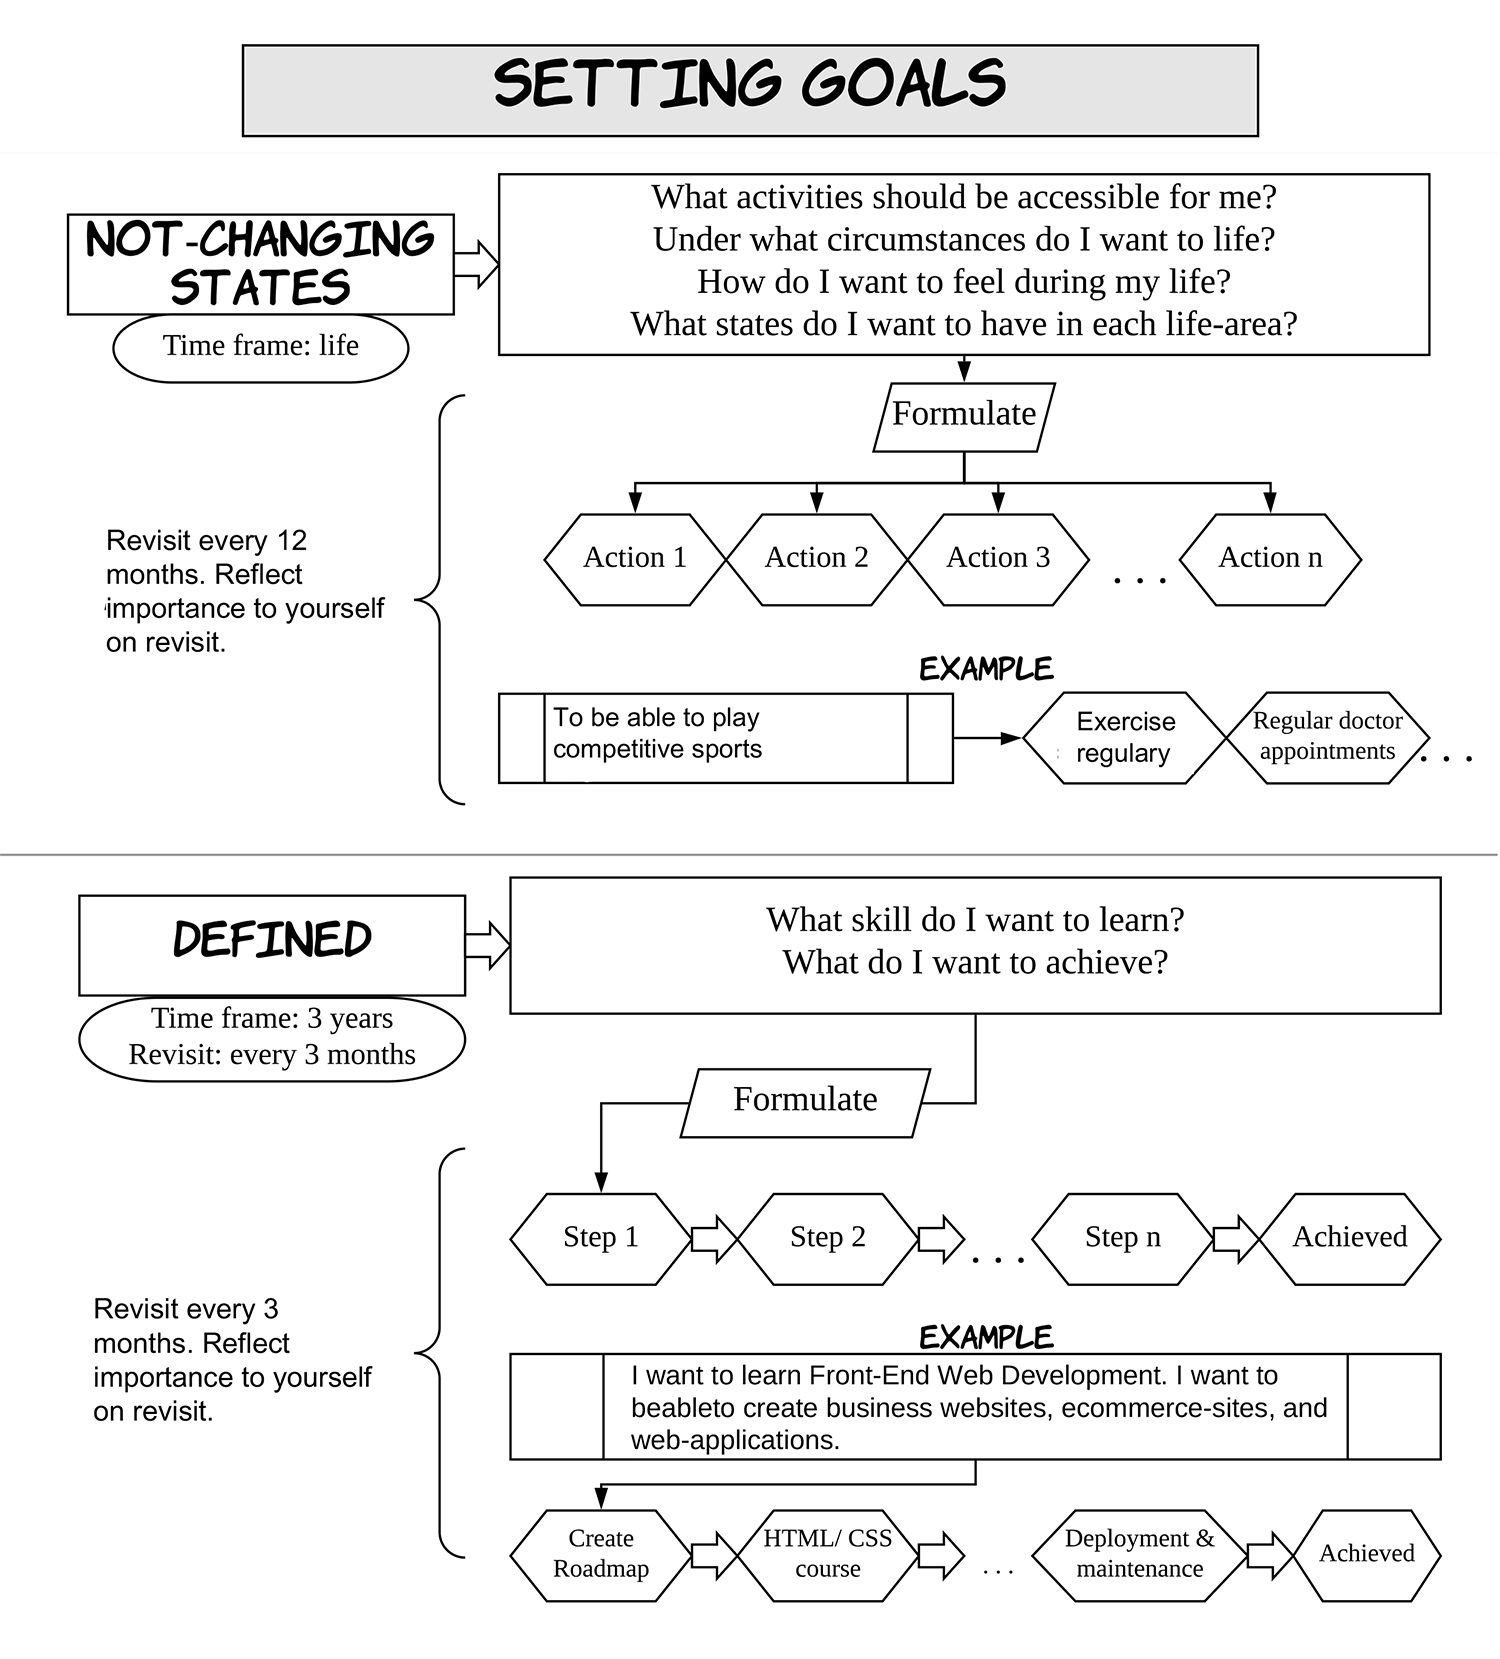 SETTING GOALS
NOT-CHANGING
STATES
Time frame: life
What activities should be accessible for me?
Under what circumstances do I want to life?
How do I want to feel during my life?
What states do I want to have in each life-area?
Formulate
Action 1
Action 2
Action 3
. . .
Action n
Revisit every 12
months. Reflect
importance to yourself
on revisit.
EXAMPLE
To be able to play
competitive sports
Exercise
regulary
Regular doctor
appointments
. . .
DEFINED
Time frame: 3 years
Revisit: every 3 months
What skill do I want to learn?
What do I want to achieve?
Formulate
Step 1
Step 2
. . .
Step n
Achieved
Revisit every 3
months. Reflect
importance to yourself
on revisit.
EXAMPLE
I want to learn Front-End Web Development. I want to
beableto create business websites, ecommerce-sites, and
web-applications.
Create
Roadmap
HTML/ CSS
course
. . .
Deployment &
maintenance
Achieved